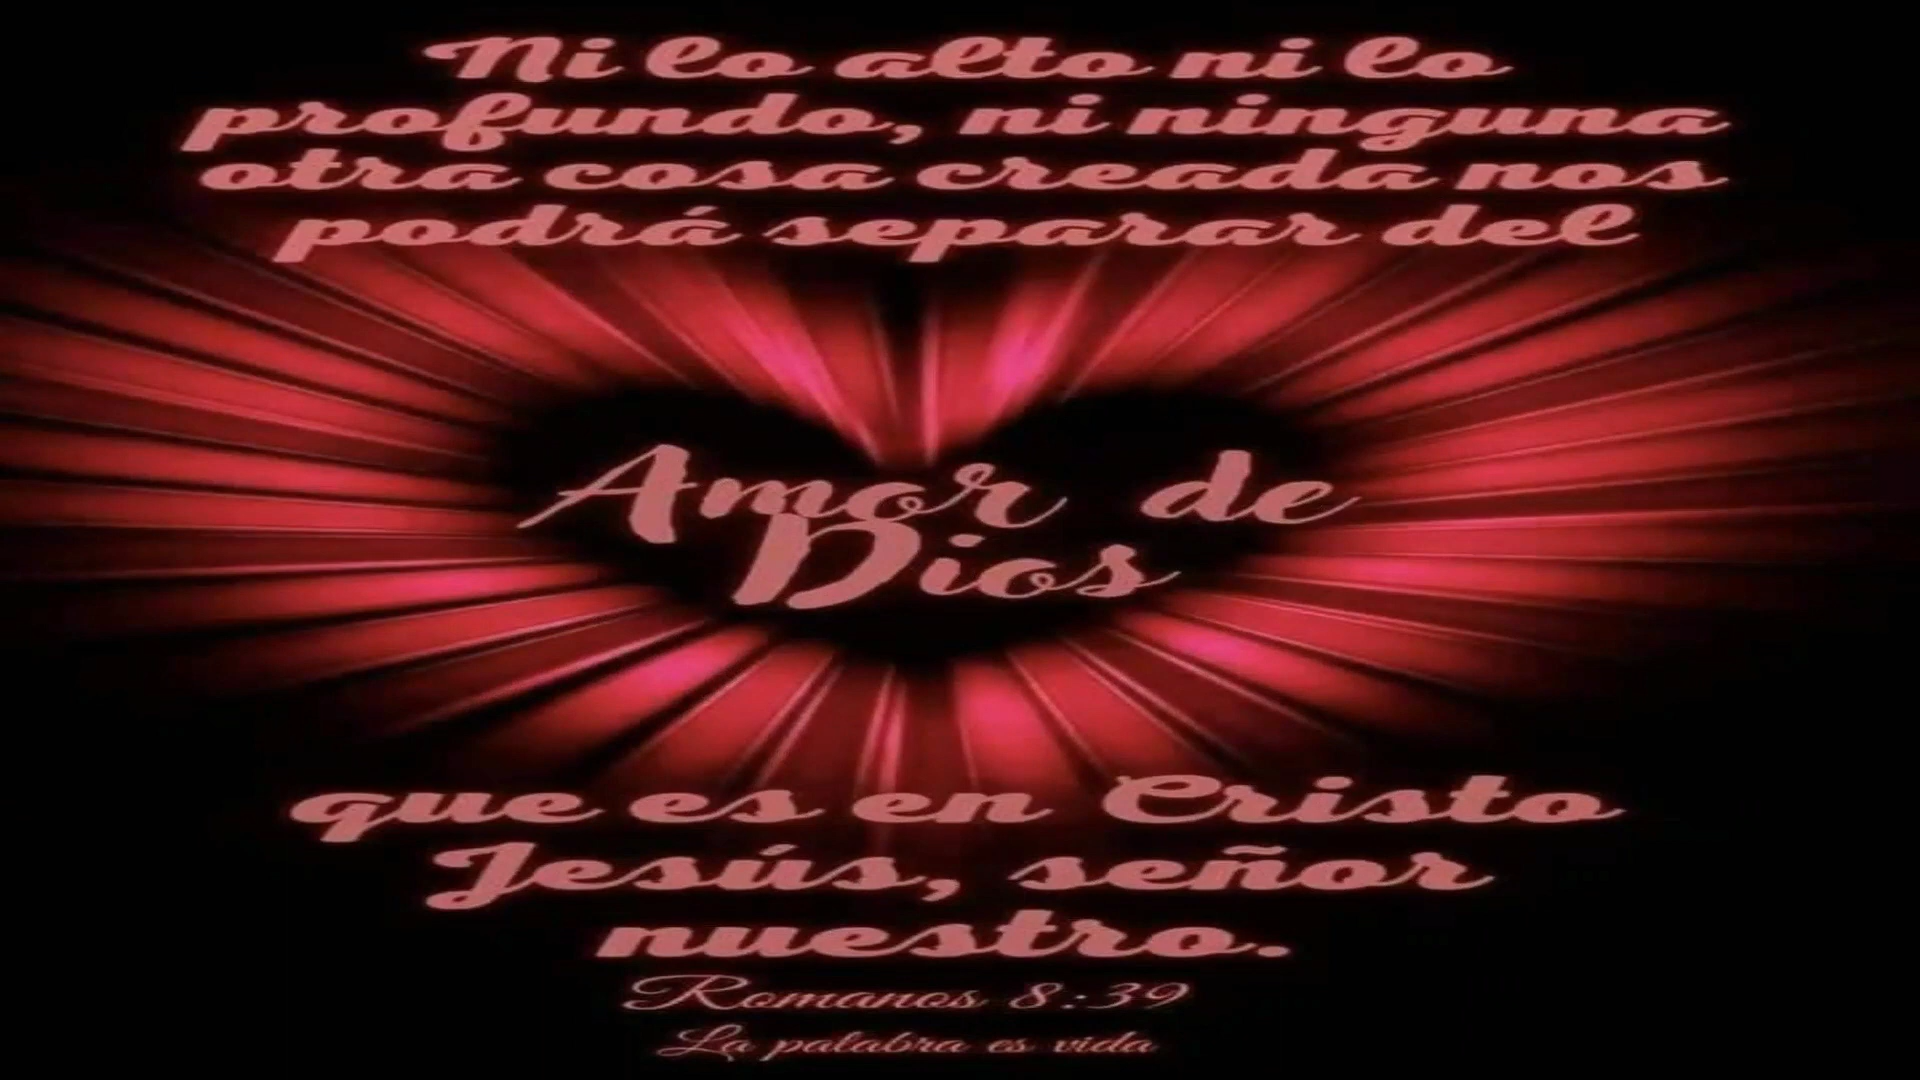 Ni lo alto ni lo
profundo, ni ninguna
otra cosa creada nos
podrá separar del
Amor de
Dios
que es en Cristo
Jesús, señor
nuestro.
Romanos 8:39
La palabra es vida